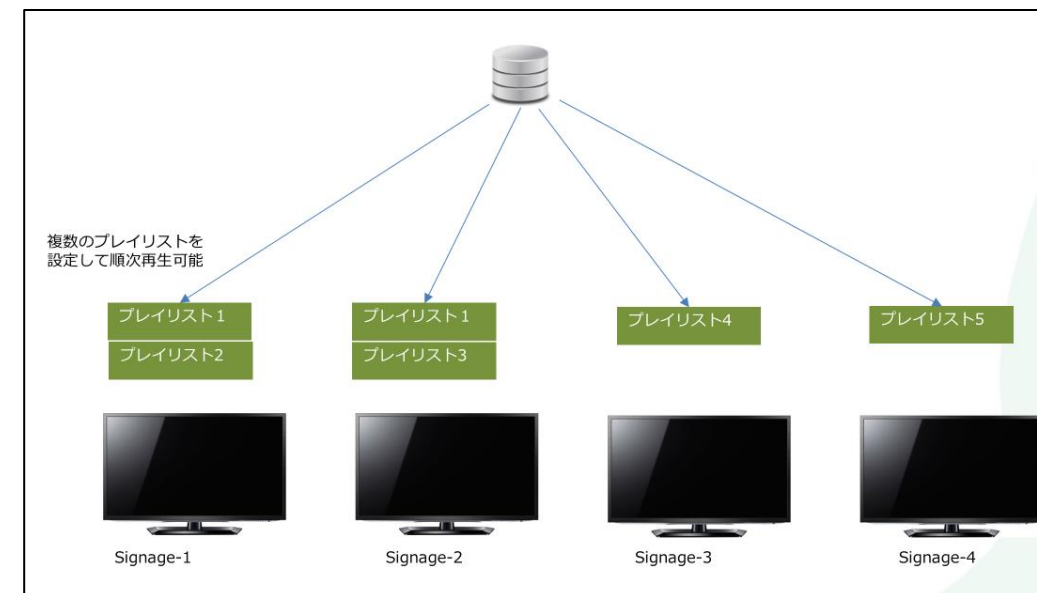 複数のプレイリストを
設定して順次再生可能
プレイリスト1
プレイリスト2
プレイリスト1
プレイリスト3
プレイリスト4
プレイリスト5
Signage-1
Signage-2
Signage-3
Signage-4